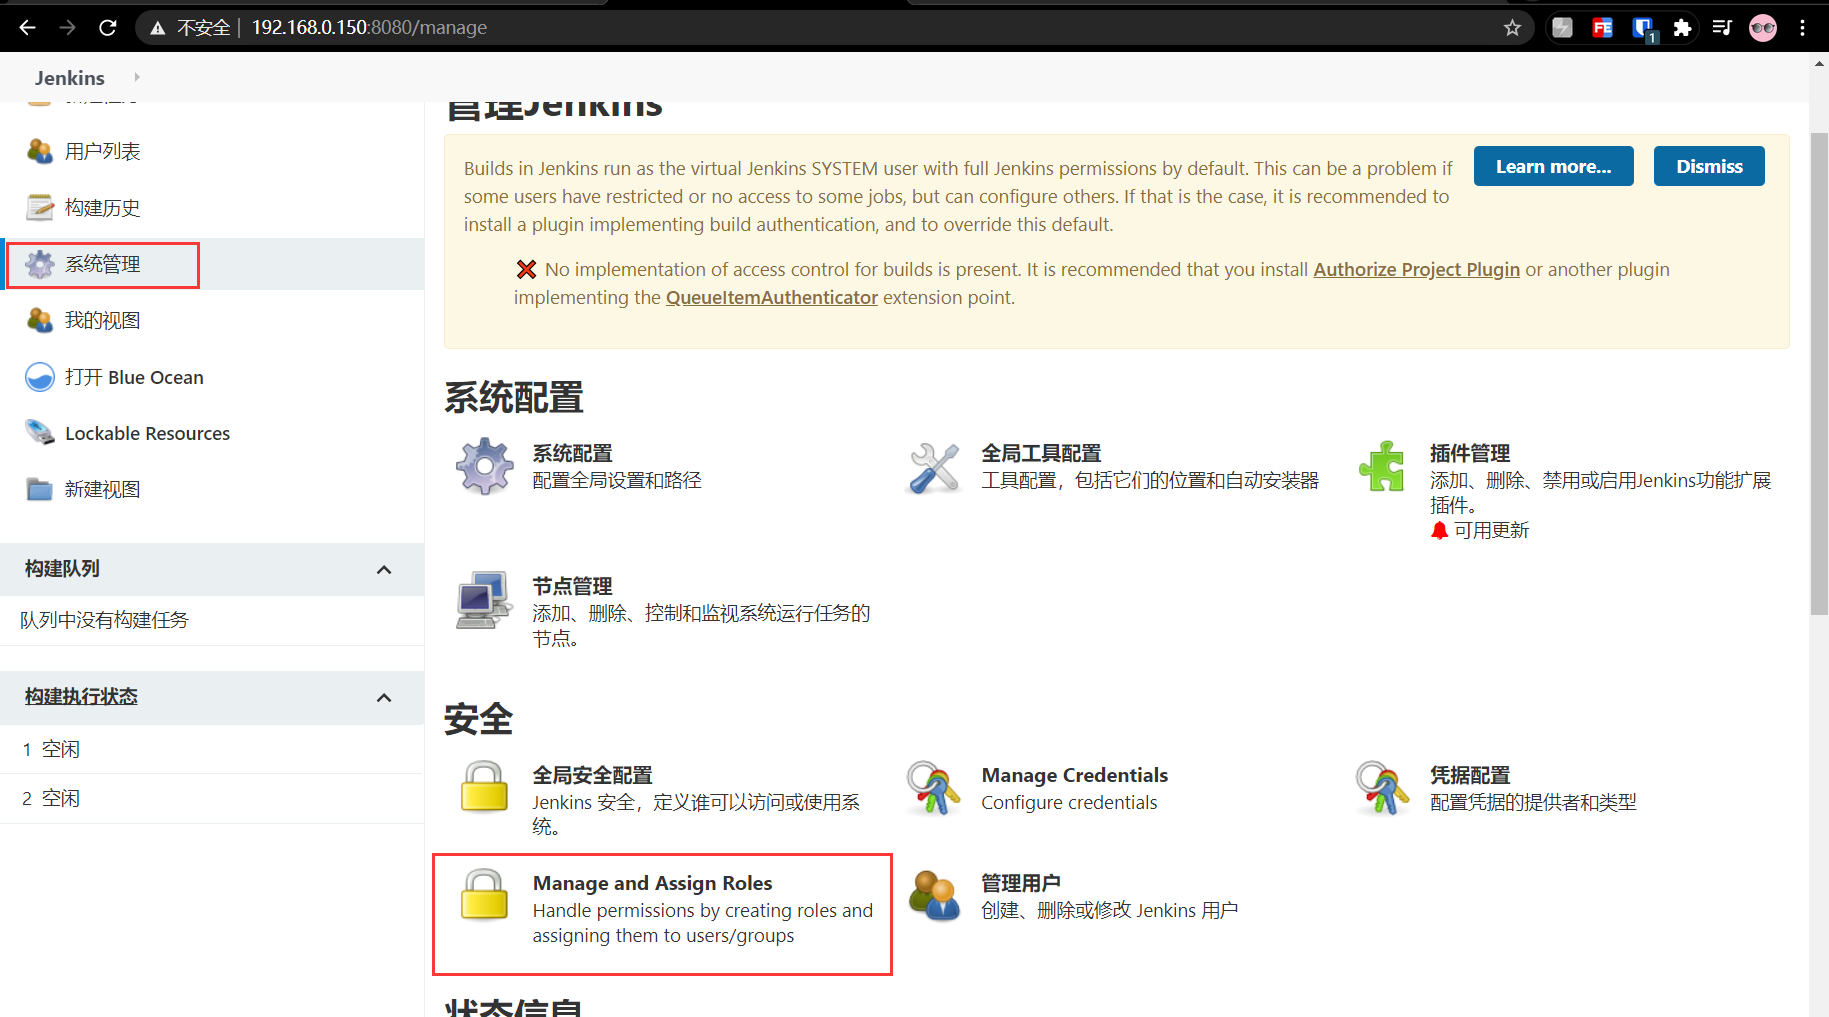 不安全 192.168.0.150:8080/manage
1
Jenkins
用户列表
构建历史
系统管理
我的视图
打开 Blue Ocean
Lockable Resources
新建视图
构建队列
队列中没有构建任务
构建执行状态
1 空闲
2 空闲
管理Jenkins
Builds in Jenkins run as the virtual Jenkins SYSTEM user with full Jenkins permissions by default. This can be a problem if
some users have restricted or no access to some jobs, but can configure others. If that is the case, it is recommended to
install a plugin implementing build authentication, and to override this default.
Learn more...
Dismiss
No implementation of access control for builds is present. It is recommended that you install Authorize Project Plugin or another plugin
implementing the QueueItemAuthenticator extension point.
系统配置
系统配置
配置全局设置和路径
全局工具配置
工具配置，包括它们的位置和自动安装器
插件管理
添加、删除、禁用或启用Jenkins功能扩展
插件。
可用更新
节点管理
添加、删除、控制和监视系统运行任务的
节点。
安全
全局安全配置
Jenkins 安全，定义谁可以访问或使用系
统。
Manage Credentials
Configure credentials
凭据配置
配置凭据的提供者和类型
Manage and Assign Roles
Handle permissions by creating roles and
assigning them to users/groups
管理用户
创建、删除或修改 Jenkins 用户
状态信息